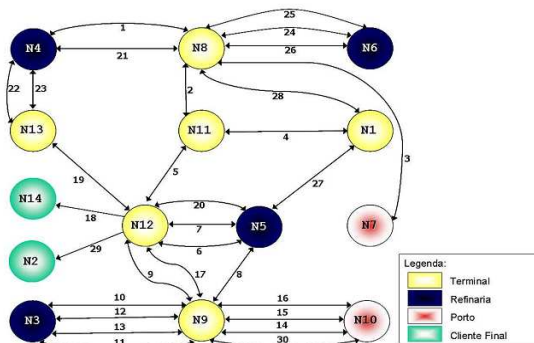 25
1
24
N4
N8
N6
21
26
22
23
2
28
3
N13
N11
4
N1
5
19
27
N14
20
18
N12
7
N5
N7
29
6
N2
9
17
8
Legenda:
Terminal
10
16
Refinaria
12
15
N3
N9
N10
Porto
13
14
11
30
Cliente Final